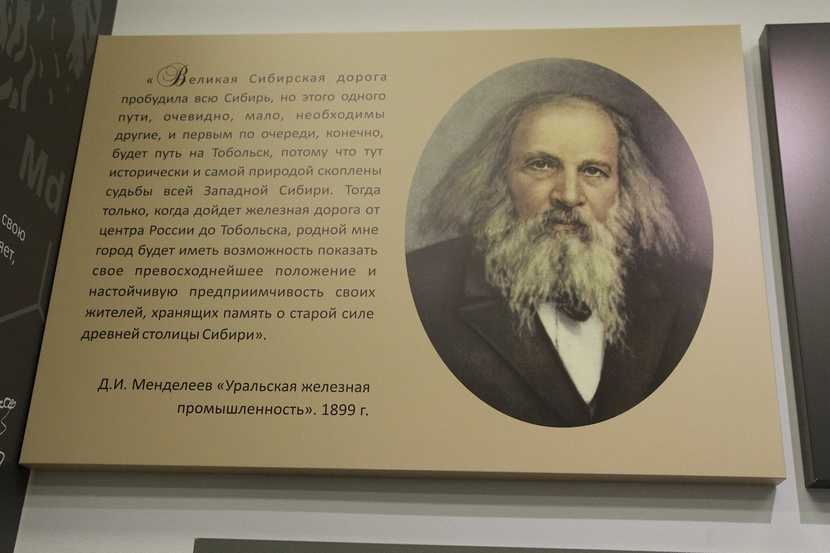 « Великая Сибирская дорога
пробудила всю Сибирь, но этого одного
пути, очевидно, мало, необходимы
другие, и первым по очереди, конечно,
будет путь на Тобольск, потому что тут
исторически и самой природой скоплены
судьбы всей Западной Сибири. Тогда
только, когда дойдет железная дорога от
центра России до Тобольска, родной мне
город будет иметь возможность показать
свое превосходнейшее положение и
настойчивую предприимчивость своих
жителей, хранящих память о старой силе
древней столицы Сибири».
Д.И. Менделеев «Уральская железная
промышленность». 1899 г.
Md
свою